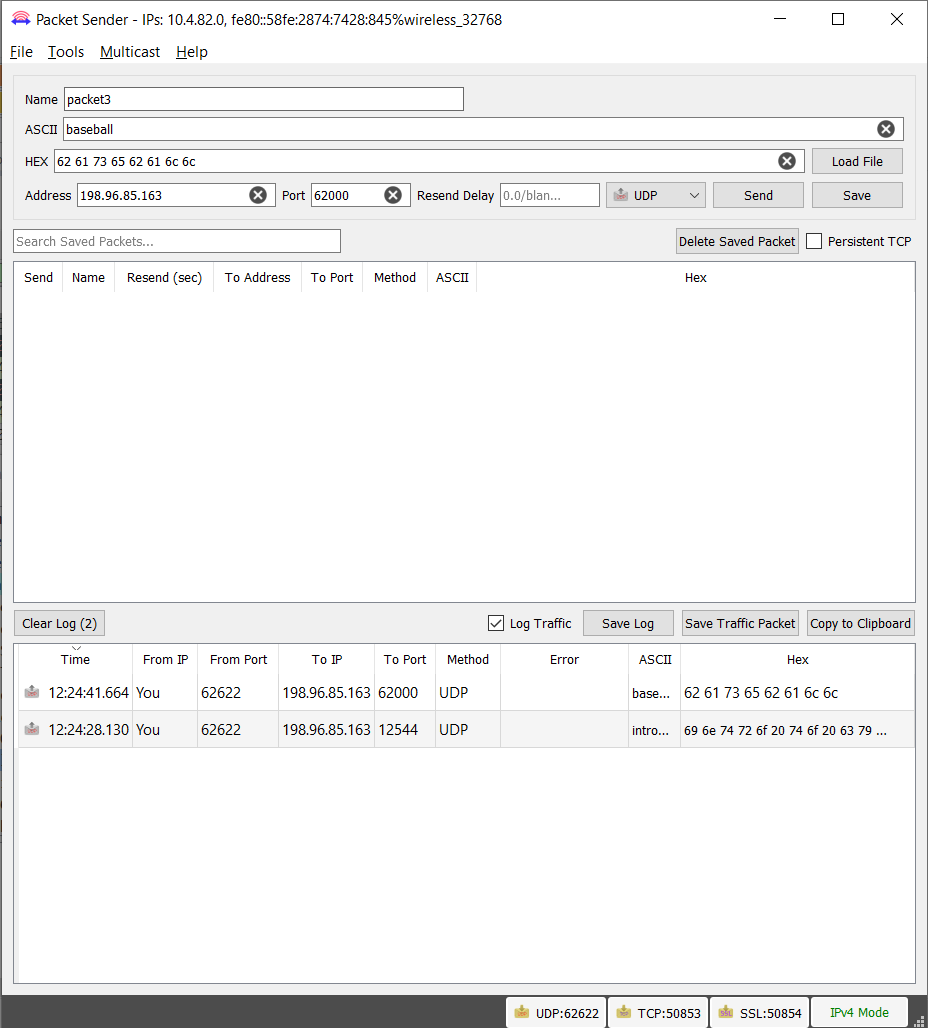 Packet Sender - IPs: 10.4.82.0, fe80::58fe:2874:7428:845%wireless_32768
File Tools Multicast Help
Name packet3
ASCII baseball
HEX 62 61 73 65 62 61 6c 6c Load File
Address 198.96.85.163 Port 62000 Resend Delay 0.0/blan... UDP Send Save
Search Saved Packets... Delete Saved Packet Persistent TCP
Send Name Resend (sec) To Address To Port Method ASCII Hex
Clear Log (2) Log Traffic Save Log Save Traffic Packet Copy to Clipboard
Time From IP From Port To IP To Port Method Error ASCII Hex
12:24:41.664 You 62622 198.96.85.163 62000 UDP base... 62 61 73 65 62 61 6c 6c
12:24:28.130 You 62622 198.96.85.163 12544 UDP intro... 69 6e 74 72 6f 20 74 6f 20 63 79 ...
UDP:62622 TCP:50853 SSL:50854 IPv4 Mode